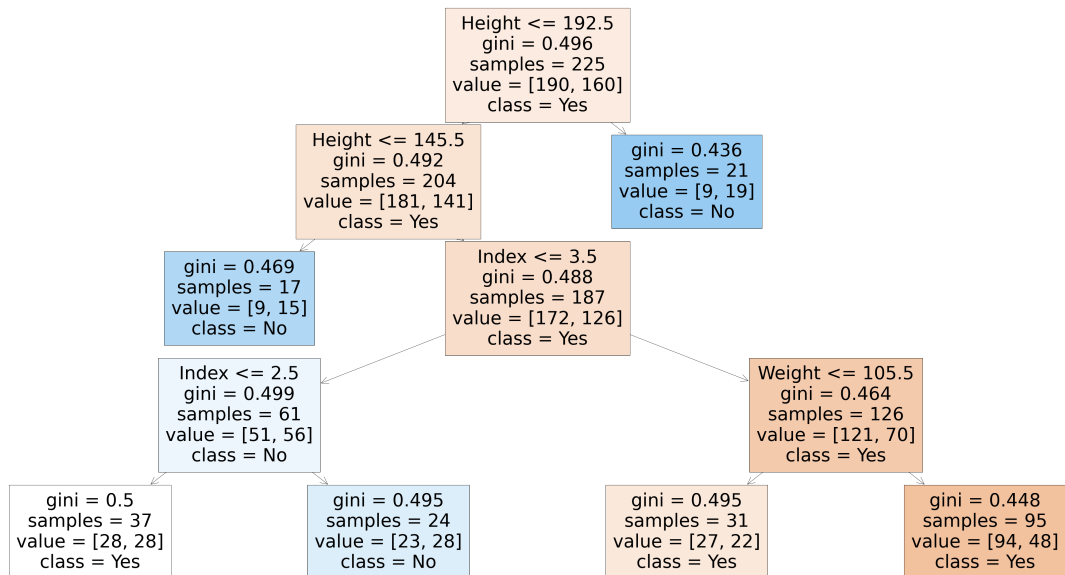 Height <= 192.5
gini = 0.496
samples = 225
value = [190, 160]
class = Yes
Height <= 145.5
gini = 0.492
samples = 204
value = [181, 141]
class = Yes
gini = 0.436
samples = 21
value = [9, 19]
class = No
gini = 0.469
samples = 17
value = [9, 15]
class = No
Index <= 3.5
gini = 0.488
samples = 187
value = [172, 126]
class = Yes
Index <= 2.5
gini = 0.499
samples = 61
value = [51, 56]
class = No
Weight <= 105.5
gini = 0.464
samples = 126
value = [121, 70]
class = Yes
gini = 0.5
samples = 37
value = [28, 28]
class = Yes
gini = 0.495
samples = 24
value = [23, 28]
class = No
gini = 0.495
samples = 31
value = [27, 22]
class = Yes
gini = 0.448
samples = 95
value = [94, 48]
class = Yes